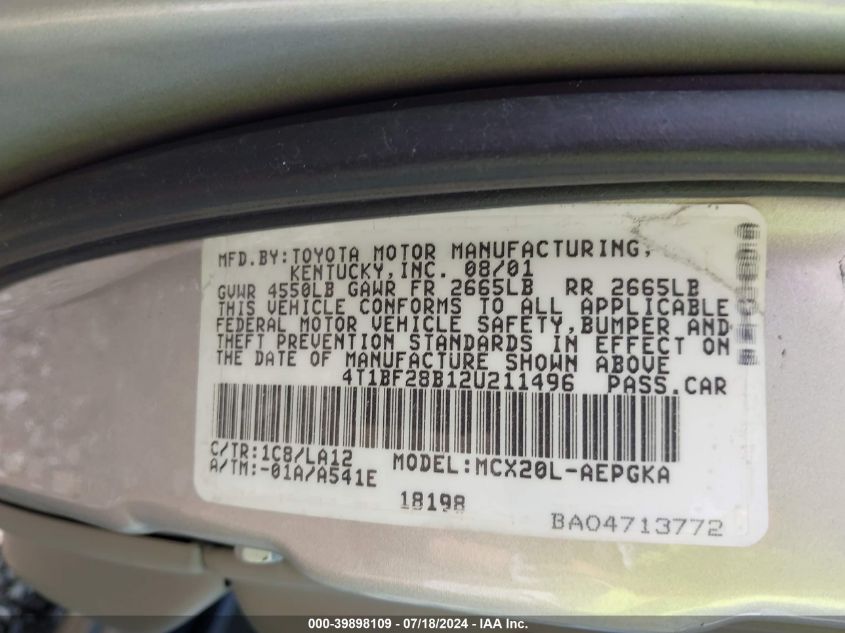 MFD.BY:TOYOTA MOTOR MANUFACTURING,
KENTUCKY,INC. 08/01
GVWR 4550LB GAWR FR 2665LB RR 2665LB
THIS VEHICLE CONFORMS TO ALL APPLICABLE
FEDERAL MOTOR VEHICLE SAFETY,BUMPER AND
THEFT PREVENTION STANDARDS IN EFFECT ON
THE DATE OF MANUFACTURE SHOWN ABOVE
4T1BF28B12U211496 PASS.CAR
C/TR:1C8/LA12 MODEL:MCX20L-AEPGKA
A/TM:-01A/A541E
18198
BA04713772
000-39898109 - 07/18/2024 - IAA Inc.